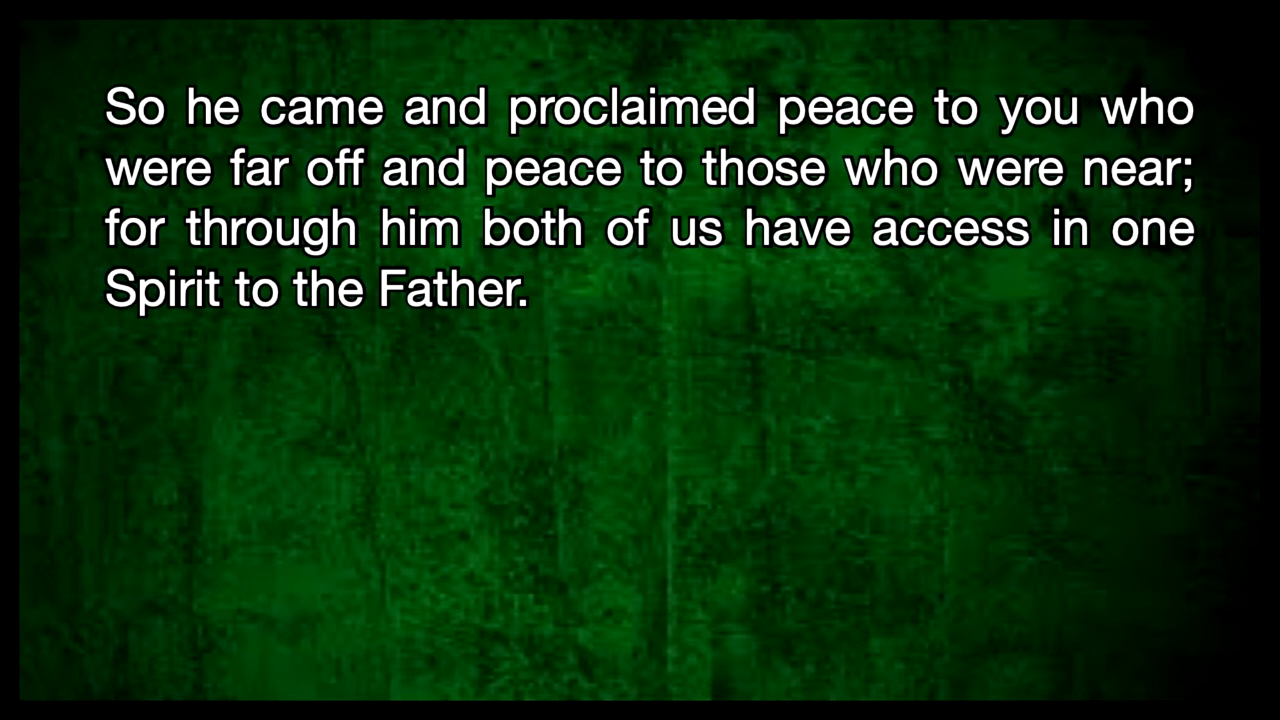 So he came and proclaimed peace to you who
were far off and peace to those who were near;
for through him both of us have access in one
Spirit to the Father.